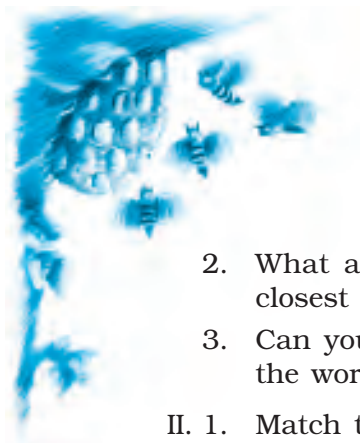 2. What a
closest
3. Can you
the wor
II. 1. Match t